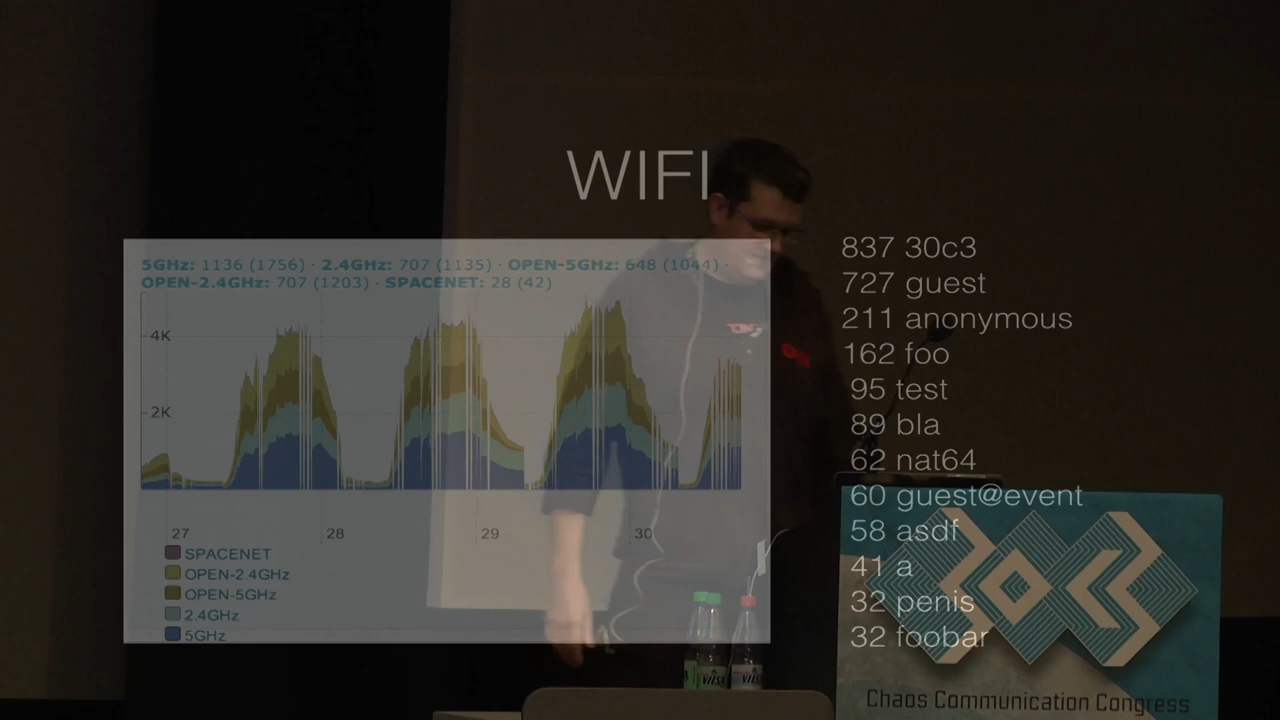 WIFI
5GHz: 1136 (1756) · 2.4GHz: 707 (1135) · OPEN-5GHz: 648 (1044) ·
OPEN-2.4GHz: 707 (1203) · SPACENET: 28 (42)
4K
2K
27 28 29 30
SPACENET
OPEN-2.4GHz
OPEN-5GHz
2.4GHz
5GHz
837 30c3
727 guest
211 anonymous
162 foo
95 test
89 bla
62 nat64
60 guest@event
58 asdf
41 a
32 penis
32 foobar
Chaos Communication Congress